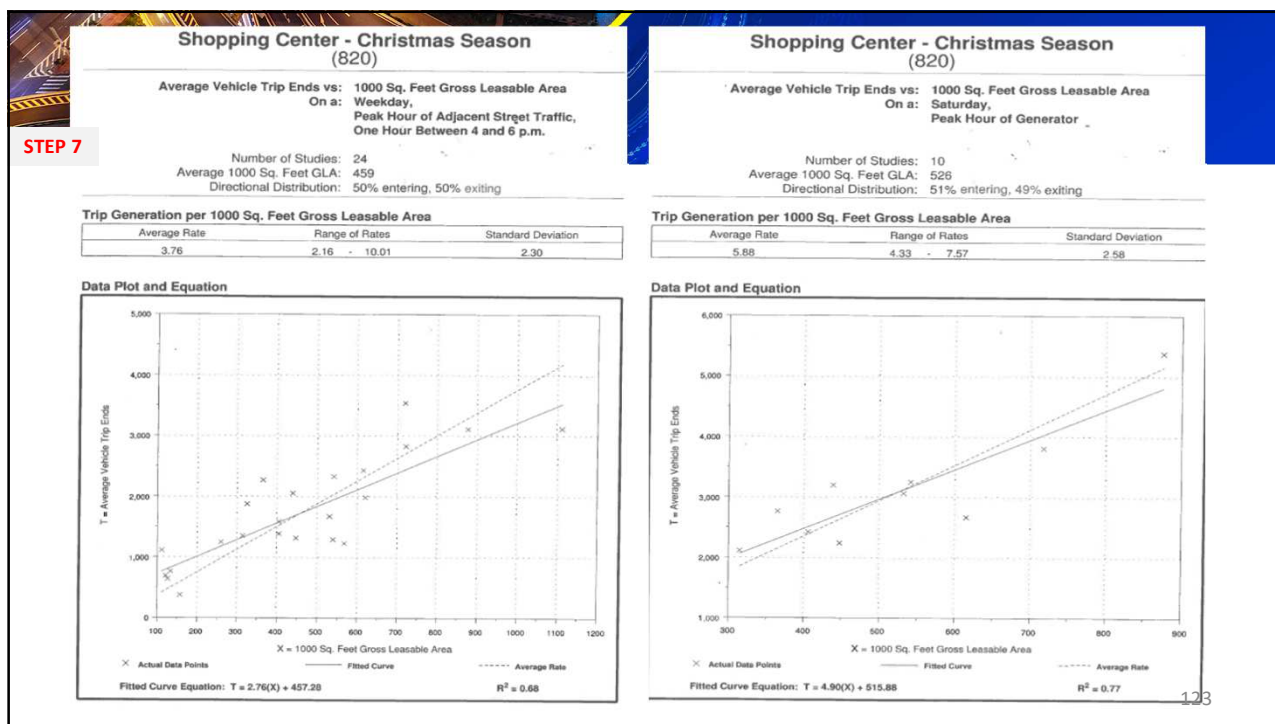 STEP 7
Shopping Center - Christmas Season
(820)
Average Vehicle Trip Ends vs: 1000 Sq. Feet Gross Leasable Area
On a: Weekday,
Peak Hour of Adjacent Street Traffic,
One Hour Between 4 and 6 p.m.
Number of Studies: 24
Average 1000 Sq. Feet GLA: 459
Directional Distribution: 50% entering, 50% exiting
Trip Generation per 1000 Sq. Feet Gross Leasable Area
Average Rate Range of Rates Standard Deviation
3.76 2.16 - 10.01 2.30
Data Plot and Equation
T = Average Vehicle Trip Ends
5,000
4,000
3,000
2,000
1,000
0
100 200 300 400 500 600 700 800 900 1000 1100 1200
X = 1000 Sq. Feet Gross Leasable Area
× Actual Data Points Fitted Curve Average Rate
Fitted Curve Equation: T = 2.76(X) + 457.28 R² = 0.68
Shopping Center - Christmas Season
(820)
Average Vehicle Trip Ends vs: 1000 Sq. Feet Gross Leasable Area
On a: Saturday,
Peak Hour of Generator
Number of Studies: 10
Average 1000 Sq. Feet GLA: 526
Directional Distribution: 51% entering, 49% exiting
Trip Generation per 1000 Sq. Feet Gross Leasable Area
Average Rate Range of Rates Standard Deviation
5.88 4.33 - 7.57 2.58
Data Plot and Equation
T = Average Vehicle Trip Ends
6,000
5,000
4,000
3,000
2,000
1,000
300 400 500 600 700 800 900
X = 1000 Sq. Feet Gross Leasable Area
× Actual Data Points Fitted Curve Average Rate
Fitted Curve Equation: T = 4.90(X) + 515.88 R² = 0.77
123